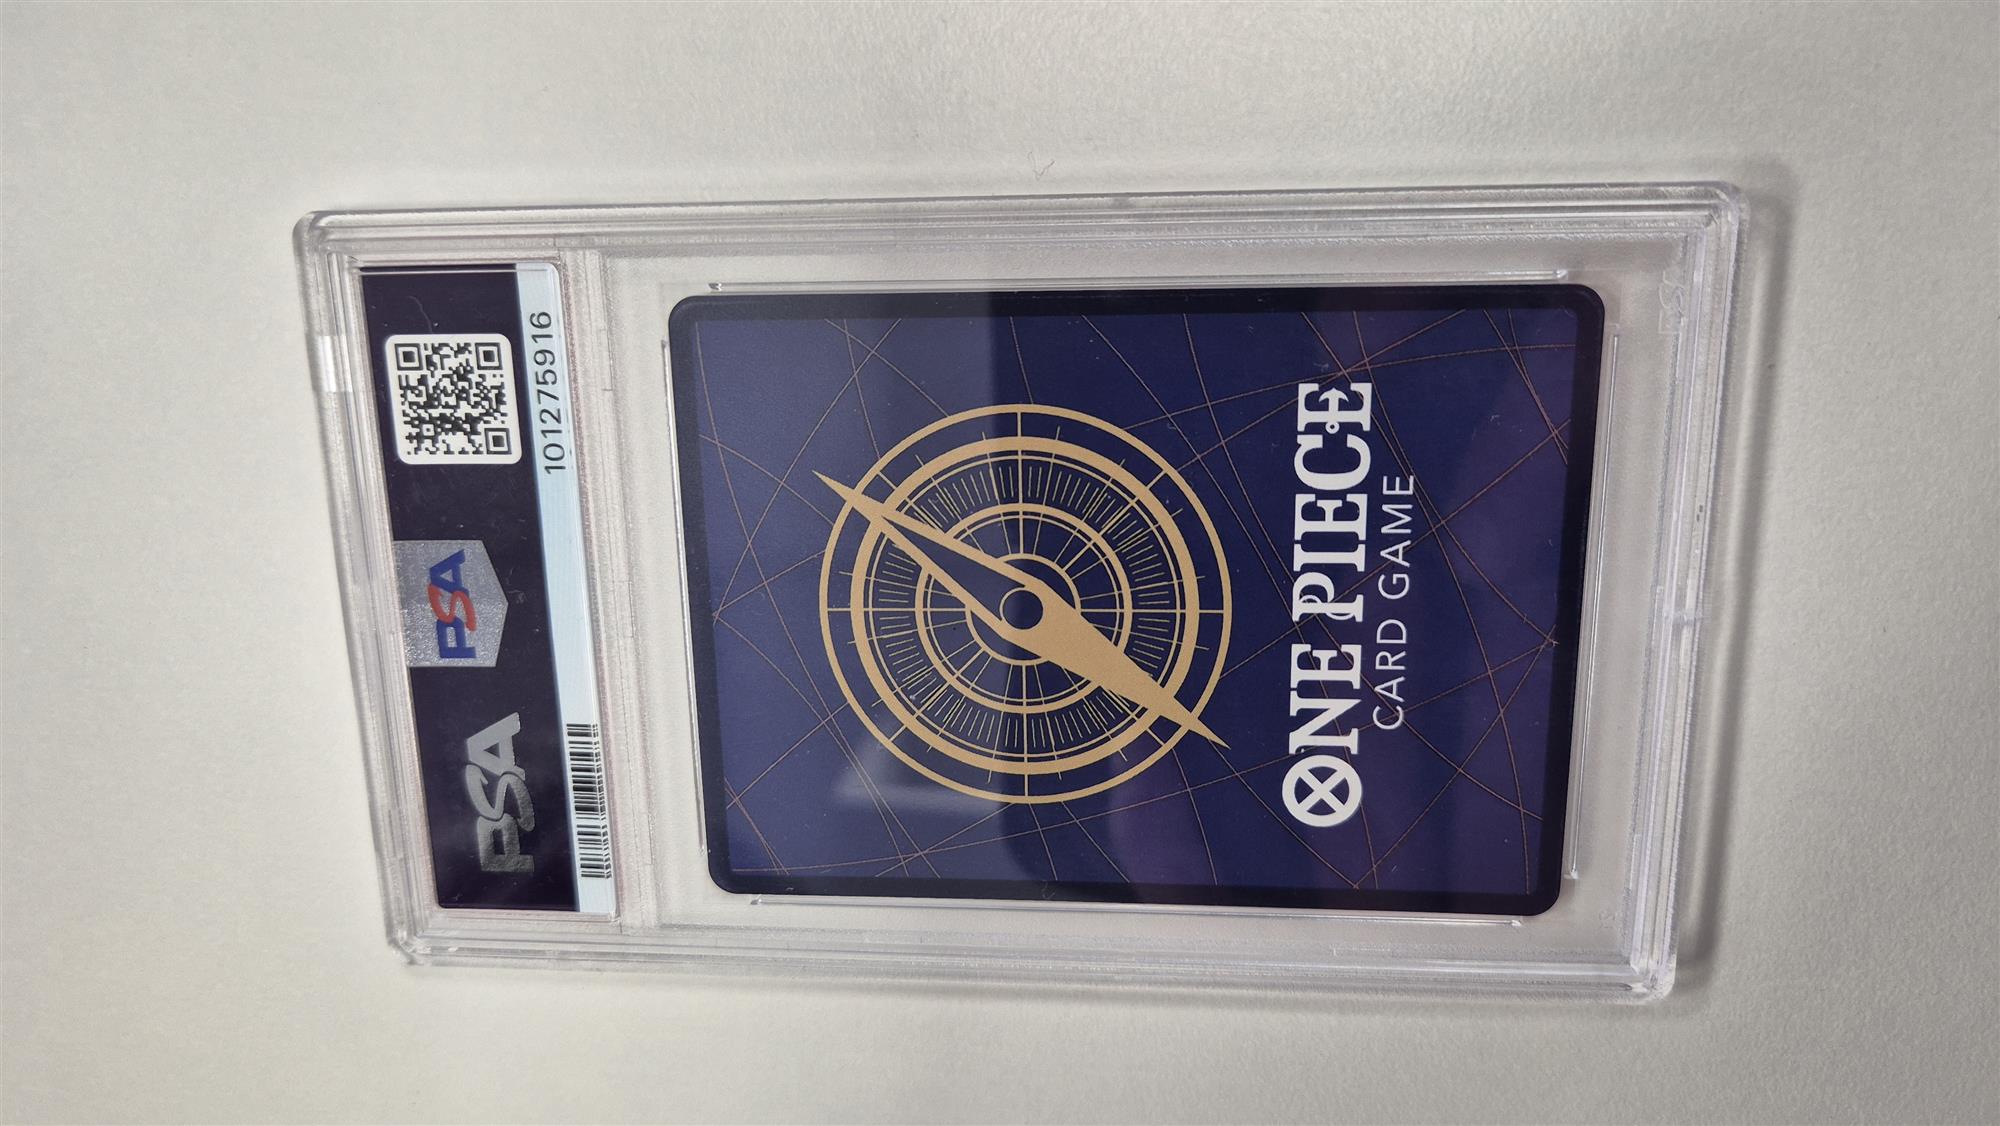 PSA
PSA
101275916
ONE PIECE
CARD GAME